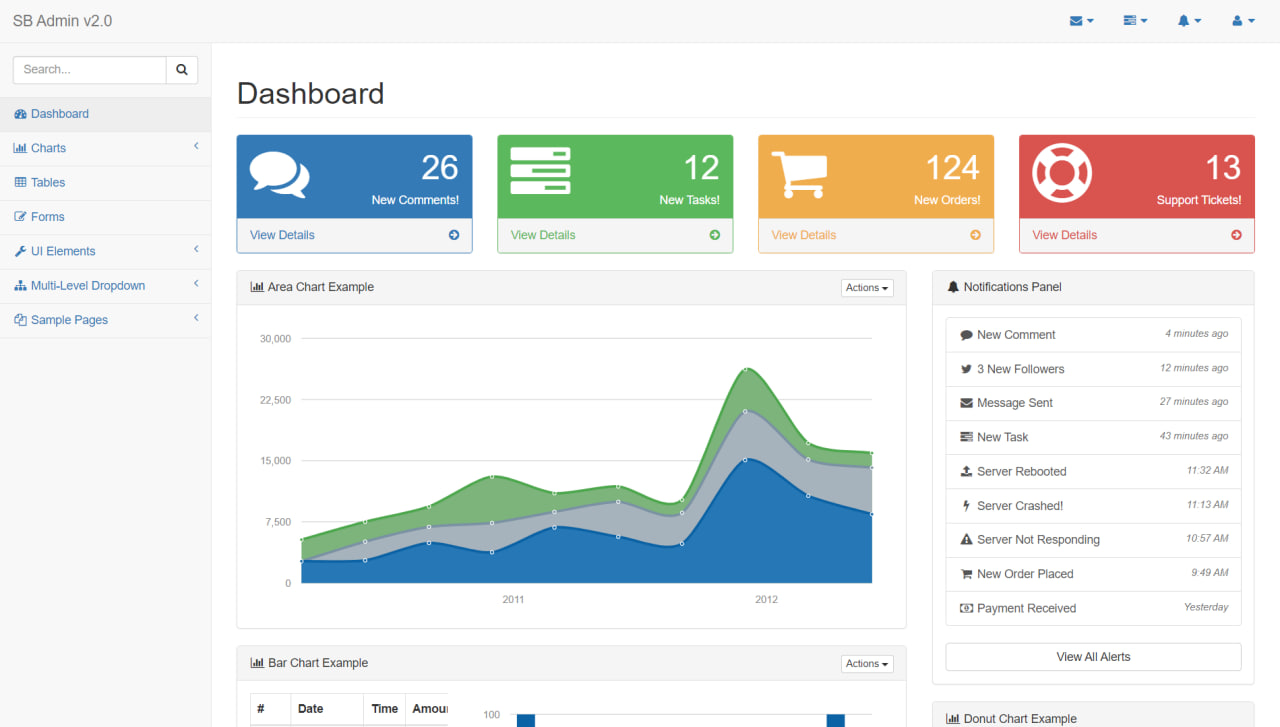 SB Admin v2.0
Search...
Dashboard
Charts
Tables
Forms
UI Elements
Multi-Level Dropdown
Sample Pages
Dashboard
26
New Comments!
View Details
12
New Tasks!
View Details
124
New Orders!
View Details
13
Support Tickets!
View Details
Area Chart Example
Actions
30,000
22,500
15,000
7,500
0
2011
2012
Notifications Panel
New Comment 4 minutes ago
3 New Followers 12 minutes ago
Message Sent 27 minutes ago
New Task 43 minutes ago
Server Rebooted 11:32 AM
Server Crashed! 11:13 AM
Server Not Responding 10:57 AM
New Order Placed 9:49 AM
Payment Received Yesterday
View All Alerts
Bar Chart Example
Actions
# Date Time
100
Donut Chart Example